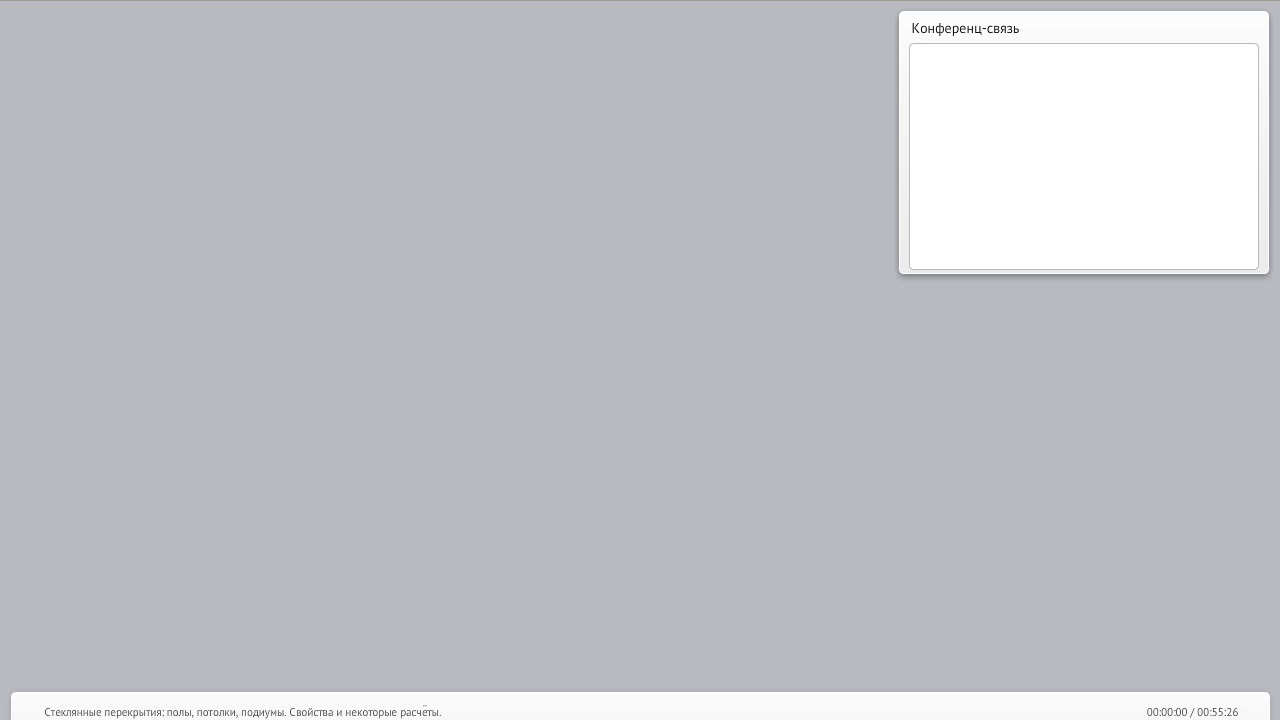 Конференц-связь
Стеклянные перекрытия: полы, потолки, подиумы. Свойства и некоторые расчёты.
00:00:00 / 00:55:26